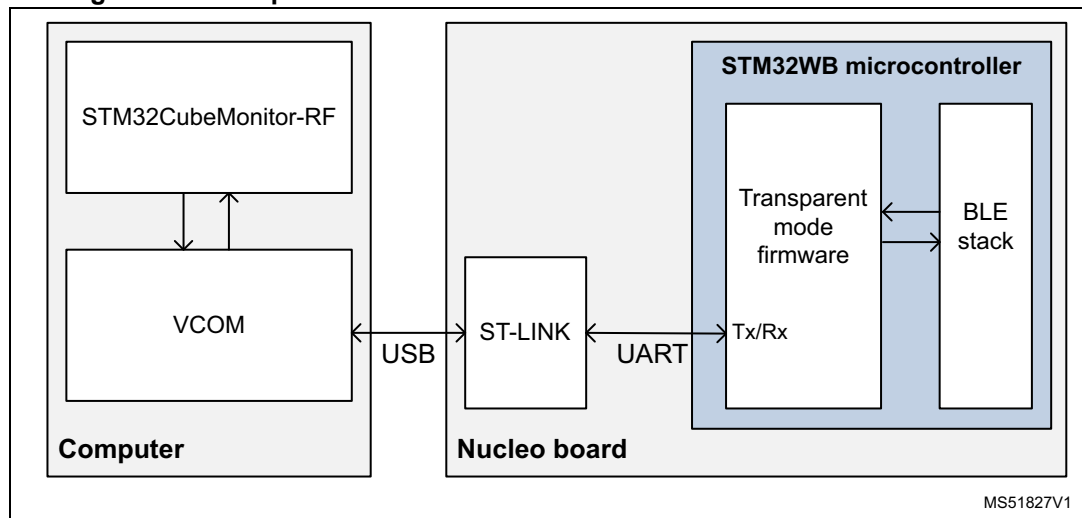 STM32WB microcontroller
STM32CubeMonitor-RF
Transparent
mode
firmware
BLE
stack
VCOM
ST-LINK
Tx/Rx
USB
UART
Computer
Nucleo board
MS51827V1